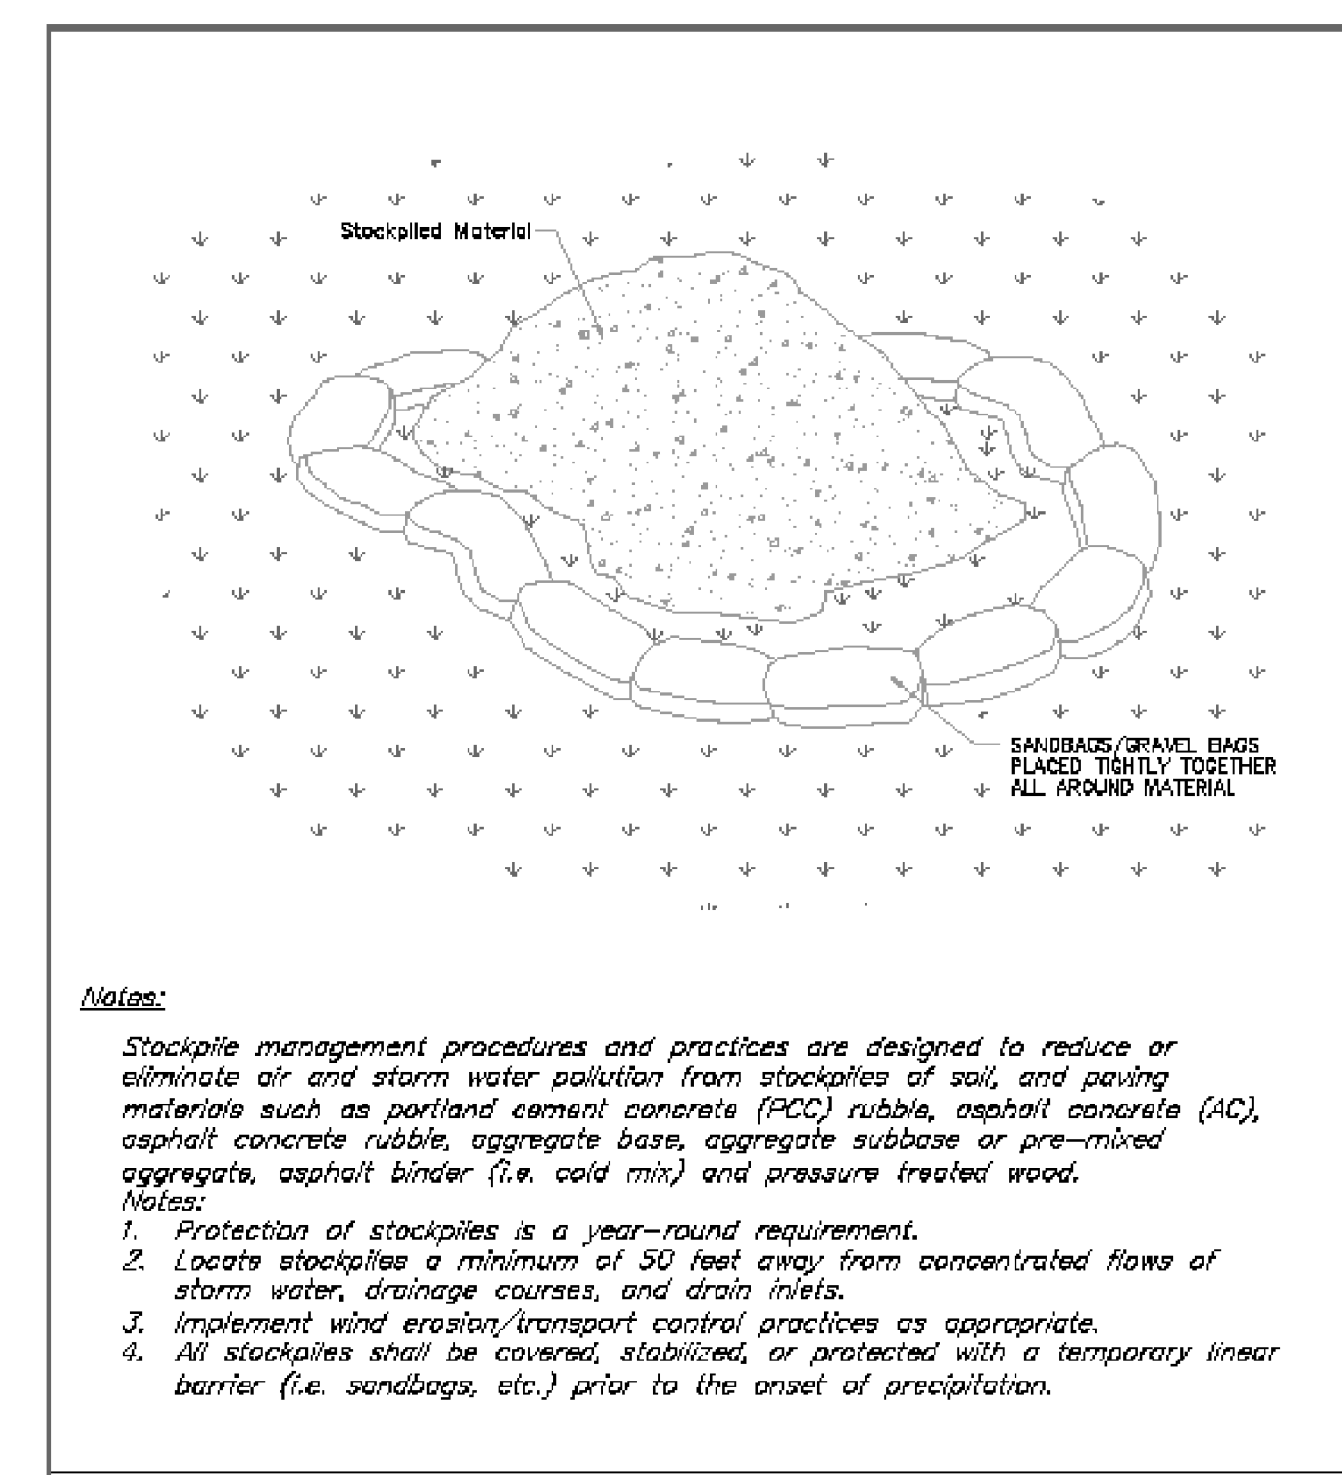 Stockpiled Material
SANDBAGS/GRAVEL BAGS
PLACED TIGHTLY TOGETHER
ALL AROUND MATERIAL
Notes:
Stockpile management procedures and practices are designed to reduce or
eliminate air and storm water pollution from stockpiles of soil, and paving
materials such as portland cement concrete (PCC) rubble, asphalt concrete (AC),
asphalt concrete rubble, aggregate base, aggregate subbase or pre-mixed
aggregate, asphalt binder (i.e. cold mix) and pressure treated wood.
Notes:
1. Protection of stockpiles is a year-round requirement.
2. Locate stockpiles a minimum of 50 feet away from concentrated flows of
storm water, drainage courses, and drain inlets.
3. Implement wind erosion/transport control practices as appropriate.
4. All stockpiles shall be covered, stabilized, or protected with a temporary linear
barrier (i.e. sandbags, etc.) prior to the onset of precipitation.